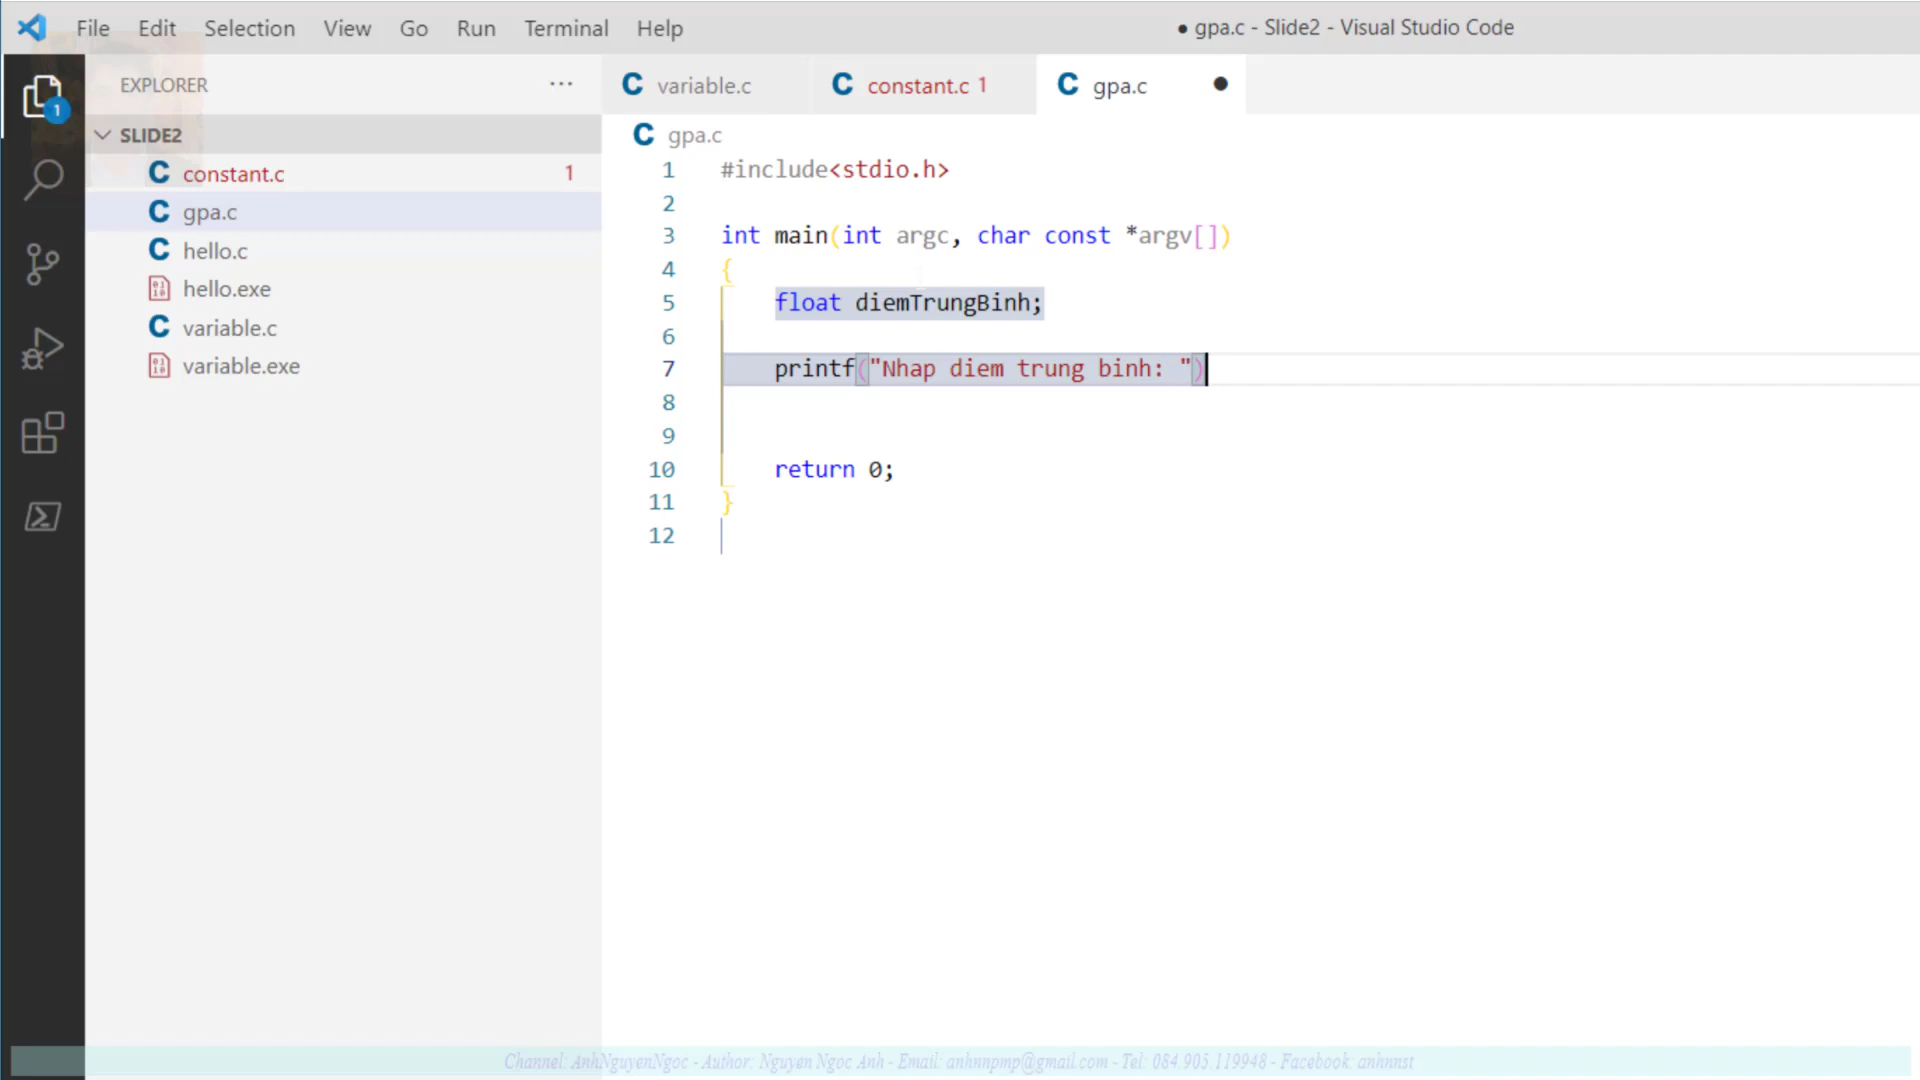 File Edit Selection View Go Run Terminal Help
● gpa.c - Slide2 - Visual Studio Code
EXPLORER ···
variable.c
constant.c 1
gpa.c ●
1
SLIDE2
C constant.c 1
C gpa.c
C hello.c
hello.exe
C variable.c
variable.exe
C gpa.c
1 #include<stdio.h>
2
3 int main(int argc, char const *argv[])
4 {
5 float diemTrungBinh;
6
7 printf("Nhap diem trung binh: ")
8
9
10 return 0;
11 }
12
Channel: AnhNguyenNgoc - Author: Nguyen Ngoc Anh - Email: anhnnpmp@gmail.com - Tel: 084.905.119948 - Facebook: anhnnst